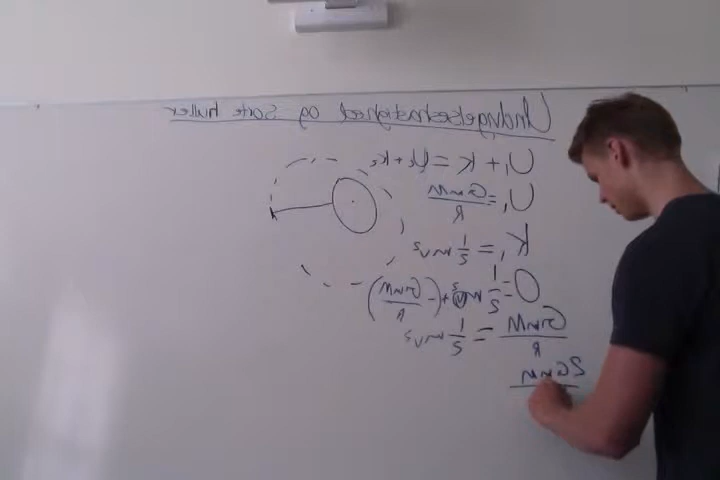 Undvigelseshastighed og Sorte huller
U₁ + K = U₂ + K₂
U₁ = GmM/R
K₁ = 1/2 mv²
0 = 1/2 mv² + (- GmM/R)
GmM/R = 1/2 mv²
2GmM